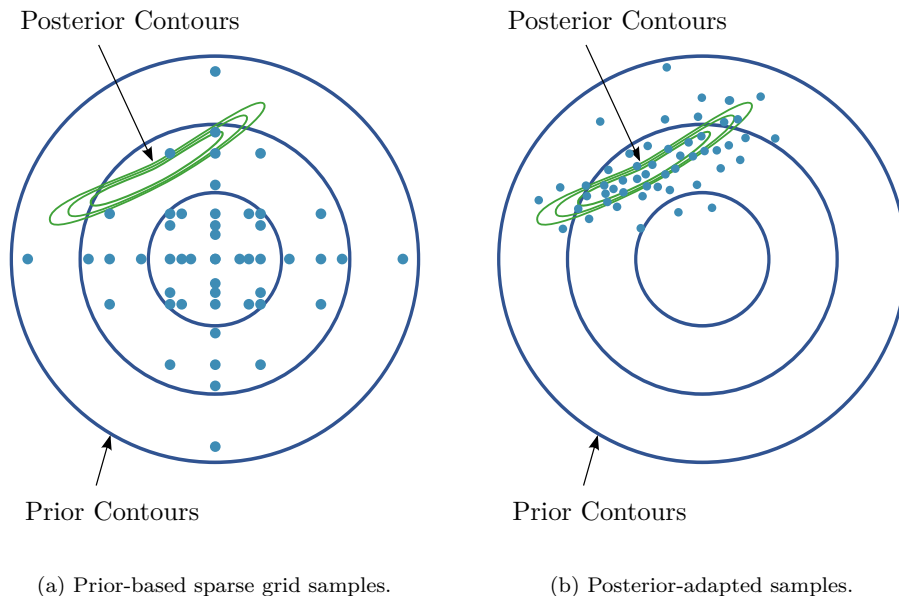 Posterior Contours
Posterior Contours
Prior Contours
Prior Contours
(a) Prior-based sparse grid samples.
(b) Posterior-adapted samples.